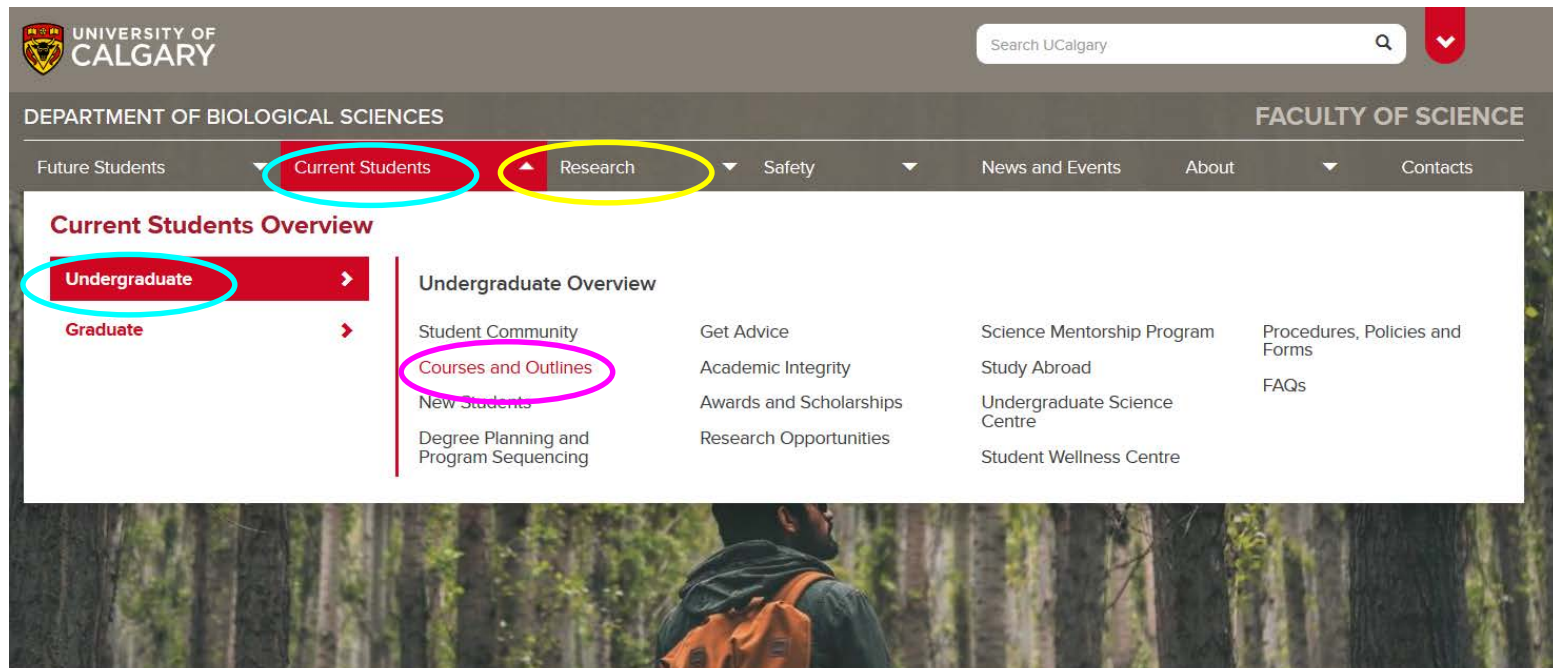 UNIVERSITY OF
CALGARY
Search UCalgary
DEPARTMENT OF BIOLOGICAL SCIENCES
FACULTY OF SCIENCE
Future Students
Current Students
Research
Safety
News and Events
About
Contacts
Current Students Overview
Undergraduate
Graduate
Undergraduate Overview
Student Community
Courses and Outlines
New Students
Degree Planning and
Program Sequencing
Get Advice
Academic Integrity
Awards and Scholarships
Research Opportunities
Science Mentorship Program
Study Abroad
Undergraduate Science
Centre
Student Wellness Centre
Procedures, Policies and
Forms
FAQs